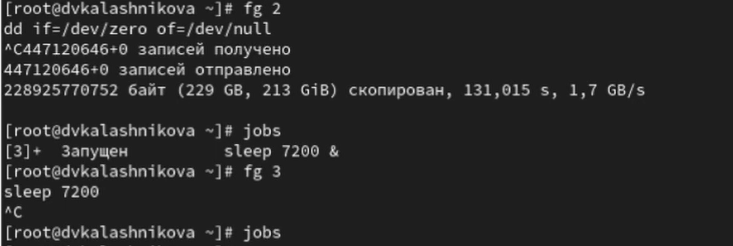 [root@dvkalashnikova ~]# fg 2
dd if=/dev/zero of=/dev/null
^C447120646+0 записей получено
447120646+0 записей отправлено
228925770752 байт (229 GB, 213 GiB) скопирован, 131,015 s, 1,7 GB/s
[root@dvkalashnikova ~]# jobs
[3]+  Запущен          sleep 7200 &
[root@dvkalashnikova ~]# fg 3
sleep 7200
^C
[root@dvkalashnikova ~]# jobs